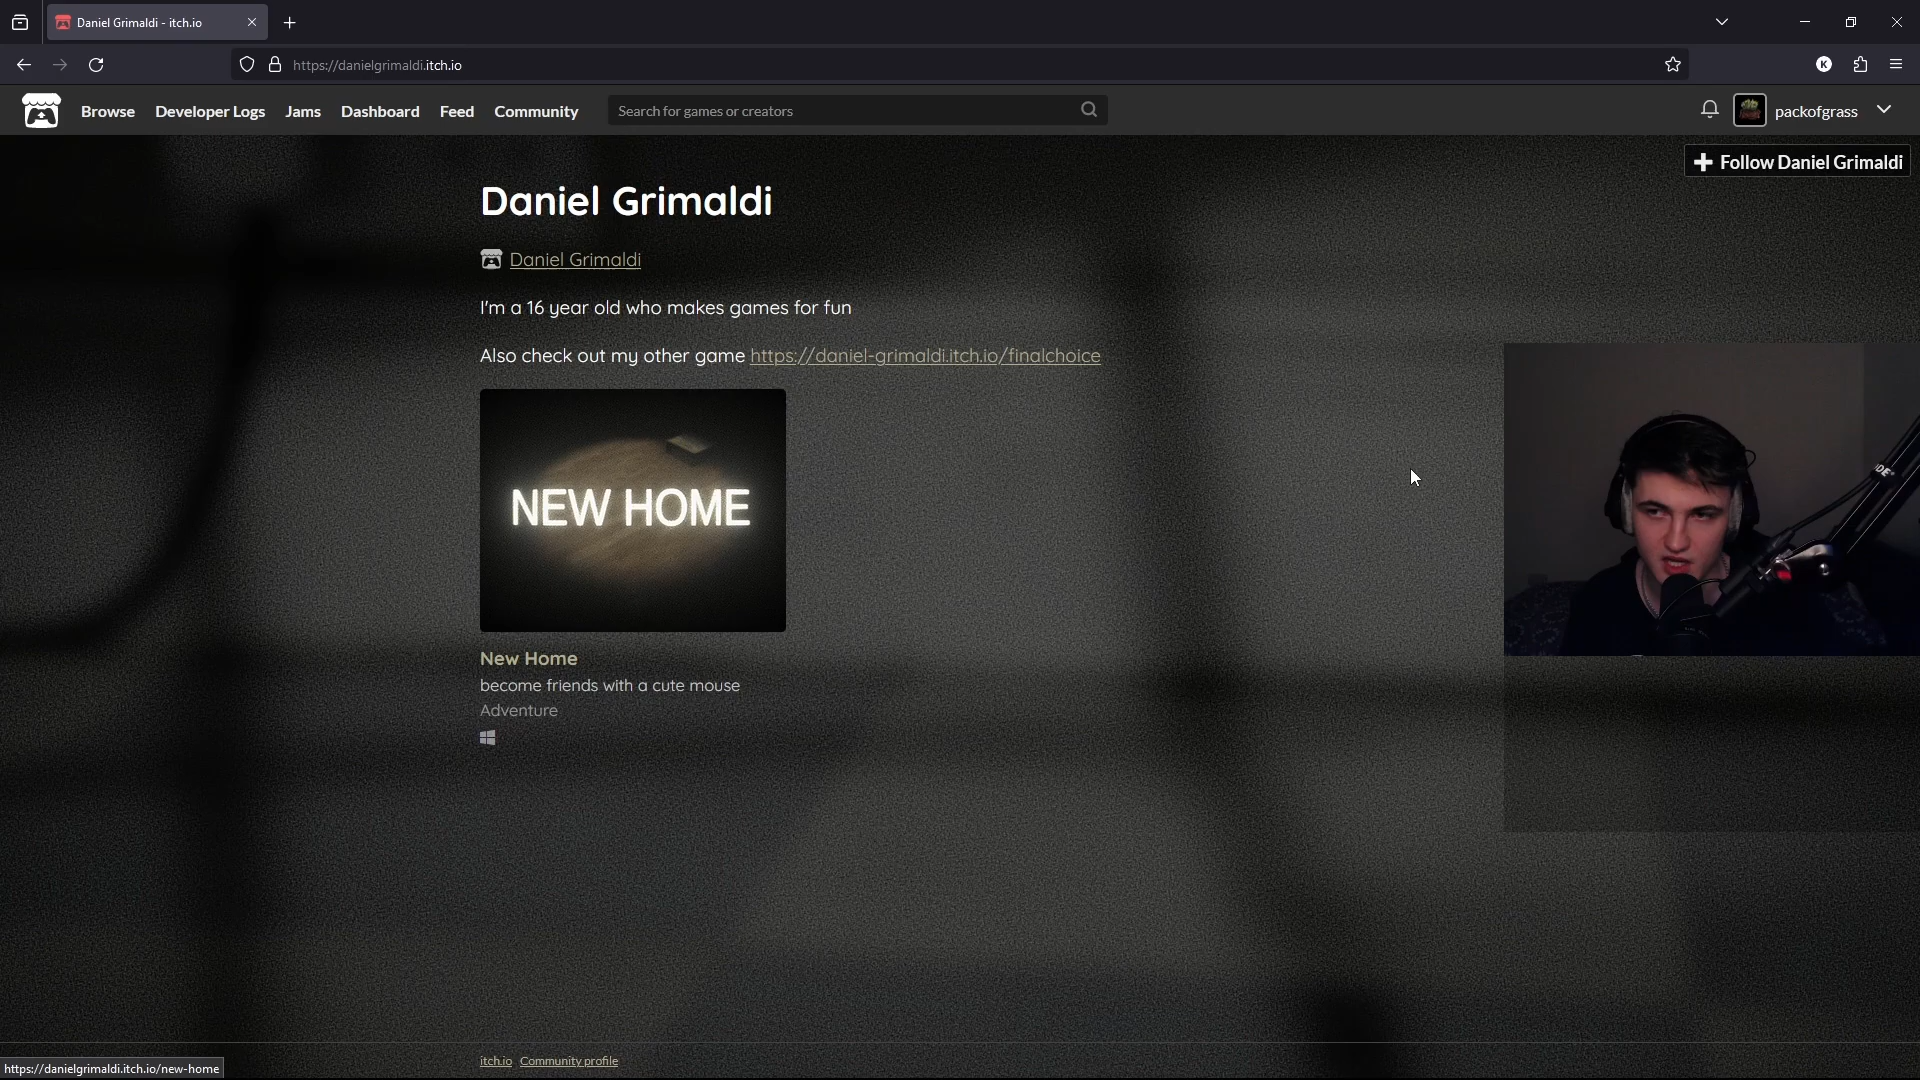 Daniel Grimaldi - itch.io
https://danielgrimaldi.itch.io
K
Browse
Developer Logs
Jams
Dashboard
Feed
Community
Search for games or creators
packofgrass
Follow Daniel Grimaldi
Daniel Grimaldi
Daniel Grimaldi
I'm a 16 year old who makes games for fun
Also check out my other game https://daniel-grimaldi.itch.io/finalchoice
NEW HOME
New Home
become friends with a cute mouse
Adventure
itch.io Community profile
https://danielgrimaldi.itch.io/new-home